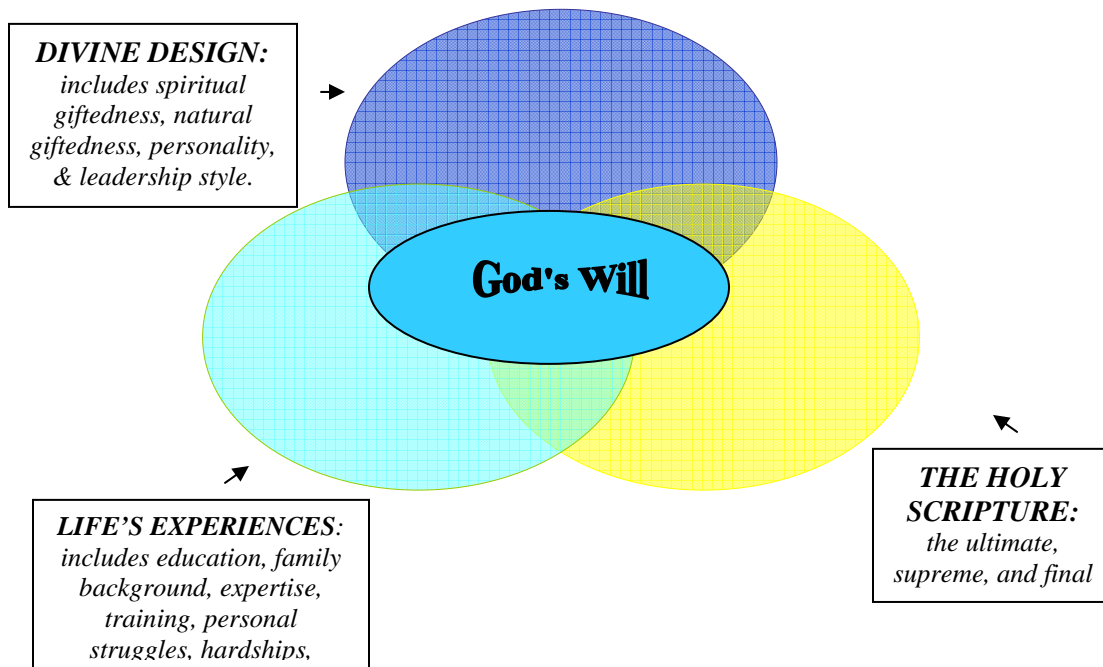 DIVINE DESIGN:
includes spiritual
giftedness, natural
giftedness, personality,
& leadership style.
God's Will
THE HOLY
SCRIPTURE:
the ultimate,
supreme, and final
LIFE’S EXPERIENCES:
includes education, family
background, expertise,
training, personal
struggles, hardships,